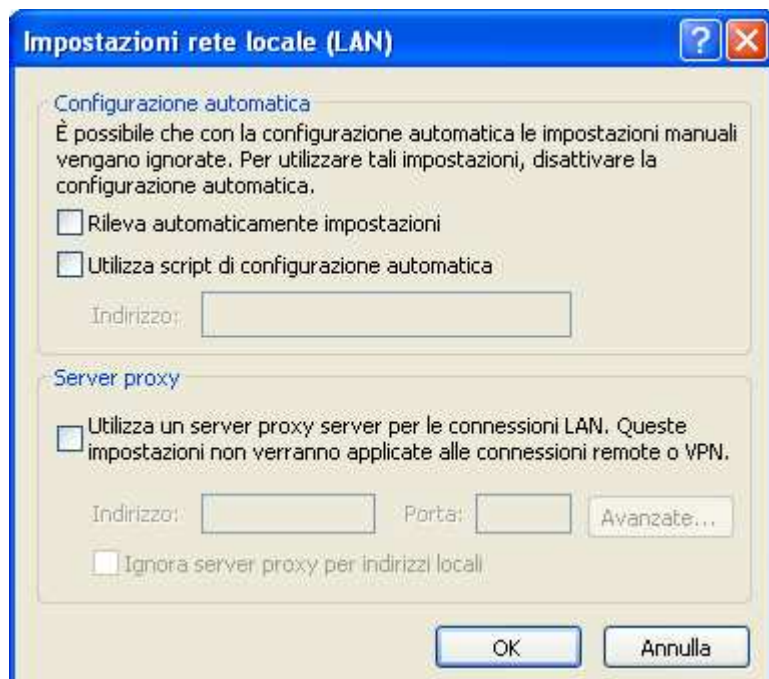 Impostazioni rete locale (LAN)
Configurazione automatica
È possibile che con la configurazione automatica le impostazioni manuali
vengano ignorate. Per utilizzare tali impostazioni, disattivare la
configurazione automatica.
Rileva automaticamente impostazioni
Utilizza script di configurazione automatica
Indirizzo:
Server proxy
Utilizza un server proxy server per le connessioni LAN. Queste
impostazioni non verranno applicate alle connessioni remote o VPN.
Indirizzo: Porta: Avanzate...
Ignora server proxy per indirizzi locali
OK Annulla